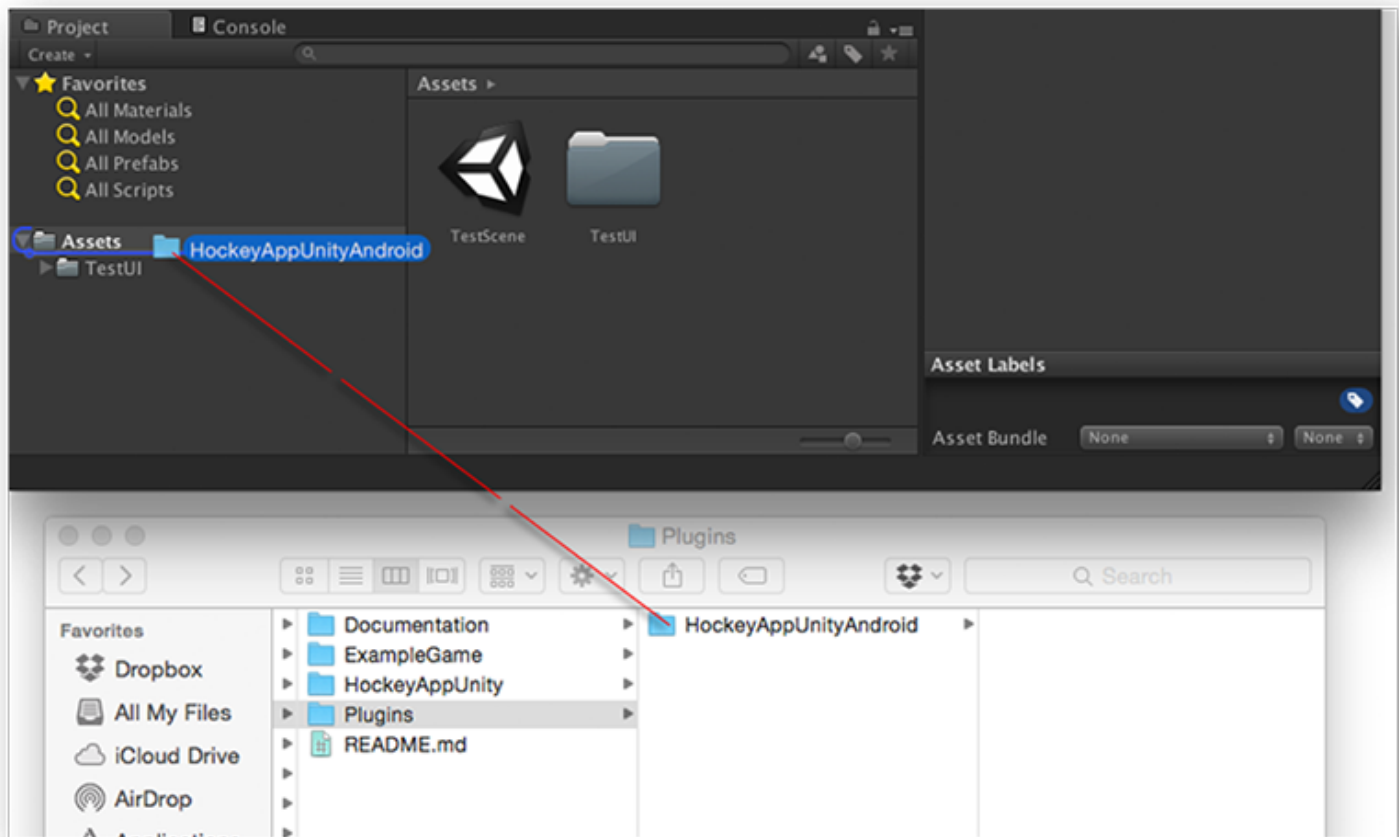 Project
Console
Create
Favorites
All Materials
All Models
All Prefabs
All Scripts
Assets
HockeyAppUnityAndroid
TestUI
Assets
TestScene
TestUI
Asset Labels
Asset Bundle
None
None
Plugins
Search
Favorites
Dropbox
All My Files
iCloud Drive
AirDrop
Documentation
ExampleGame
HockeyAppUnity
Plugins
README.md
HockeyAppUnityAndroid